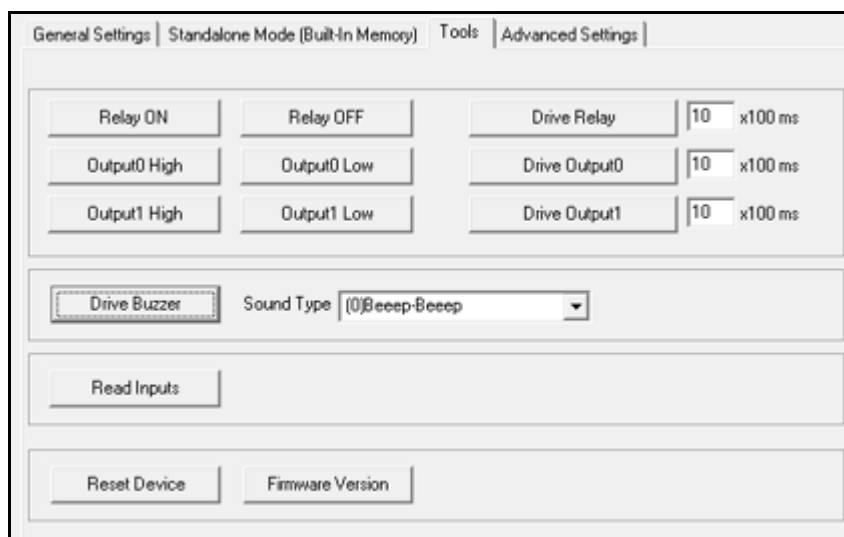 General Settings Standalone Mode (Built-In Memory) Tools Advanced Settings
Relay ON Relay OFF Drive Relay 10 x100 ms
Output0 High Output0 Low Drive Output0 10 x100 ms
Output1 High Output1 Low Drive Output1 10 x100 ms
Drive Buzzer Sound Type (0)Beeep-Beeep
Read Inputs
Reset Device Firmware Version